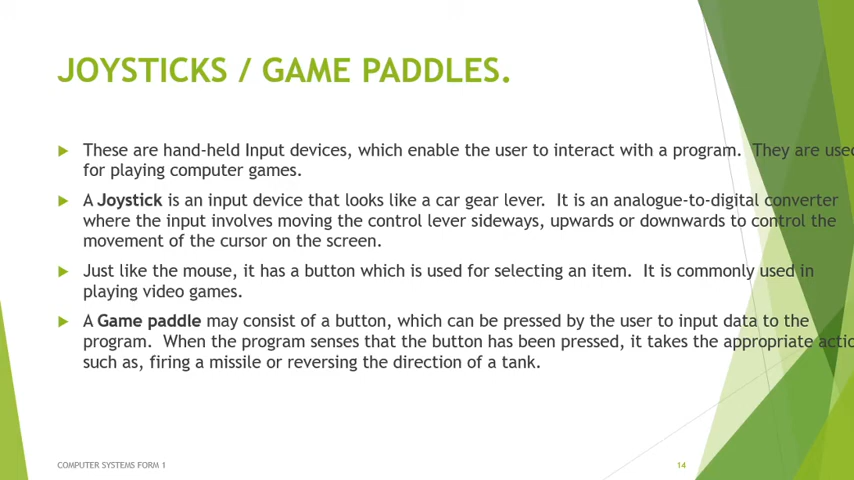 JOYSTICKS / GAME PADDLES.
These are hand-held Input devices, which enable the user to interact with a program. They are used
for playing computer games.
A Joystick is an input device that looks like a car gear lever. It is an analogue-to-digital converter
where the input involves moving the control lever sideways, upwards or downwards to control the
movement of the cursor on the screen.
Just like the mouse, it has a button which is used for selecting an item. It is commonly used in
playing video games.
A Game paddle may consist of a button, which can be pressed by the user to input data to the
program. When the program senses that the button has been pressed, it takes the appropriate actio
such as, firing a missile or reversing the direction of a tank.
COMPUTER SYSTEMS FORM 1
14